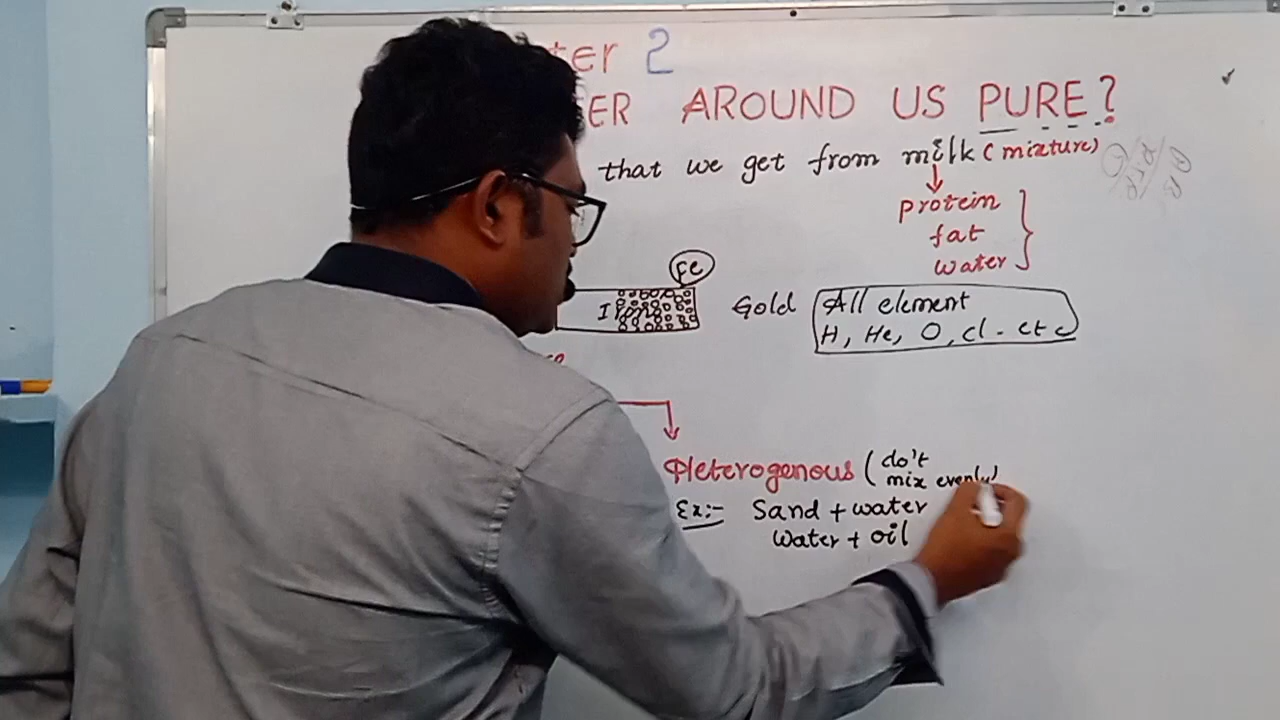 ter 2
ER AROUND US PURE?
that we get from milk (mixture)
protein
fat
water
Fe
Iron
Gold
All element
H, He, O, Cl - etc
Heterogenous (do't
mix evenly)
Ex:- Sand + water
water + oil